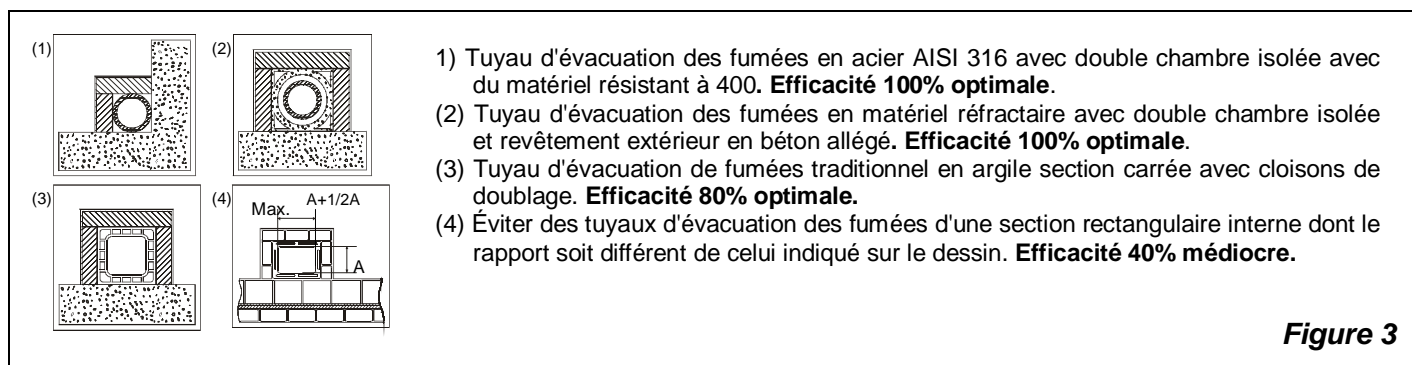 (1)
(2)
(3)
(4)
Max.
A+1/2A
A
1) Tuyau d'évacuation des fumées en acier AISI 316 avec double chambre isolée avec
du matériel résistant à 400. Efficacité 100% optimale.
(2) Tuyau d'évacuation des fumées en matériel réfractaire avec double chambre isolée
et revêtement extérieur en béton allégé. Efficacité 100% optimale.
(3) Tuyau d'évacuation de fumées traditionnel en argile section carrée avec cloisons de
doublage. Efficacité 80% optimale.
(4) Éviter des tuyaux d'évacuation des fumées d'une section rectangulaire interne dont le
rapport soit différent de celui indiqué sur le dessin. Efficacité 40% médiocre.
Figure 3